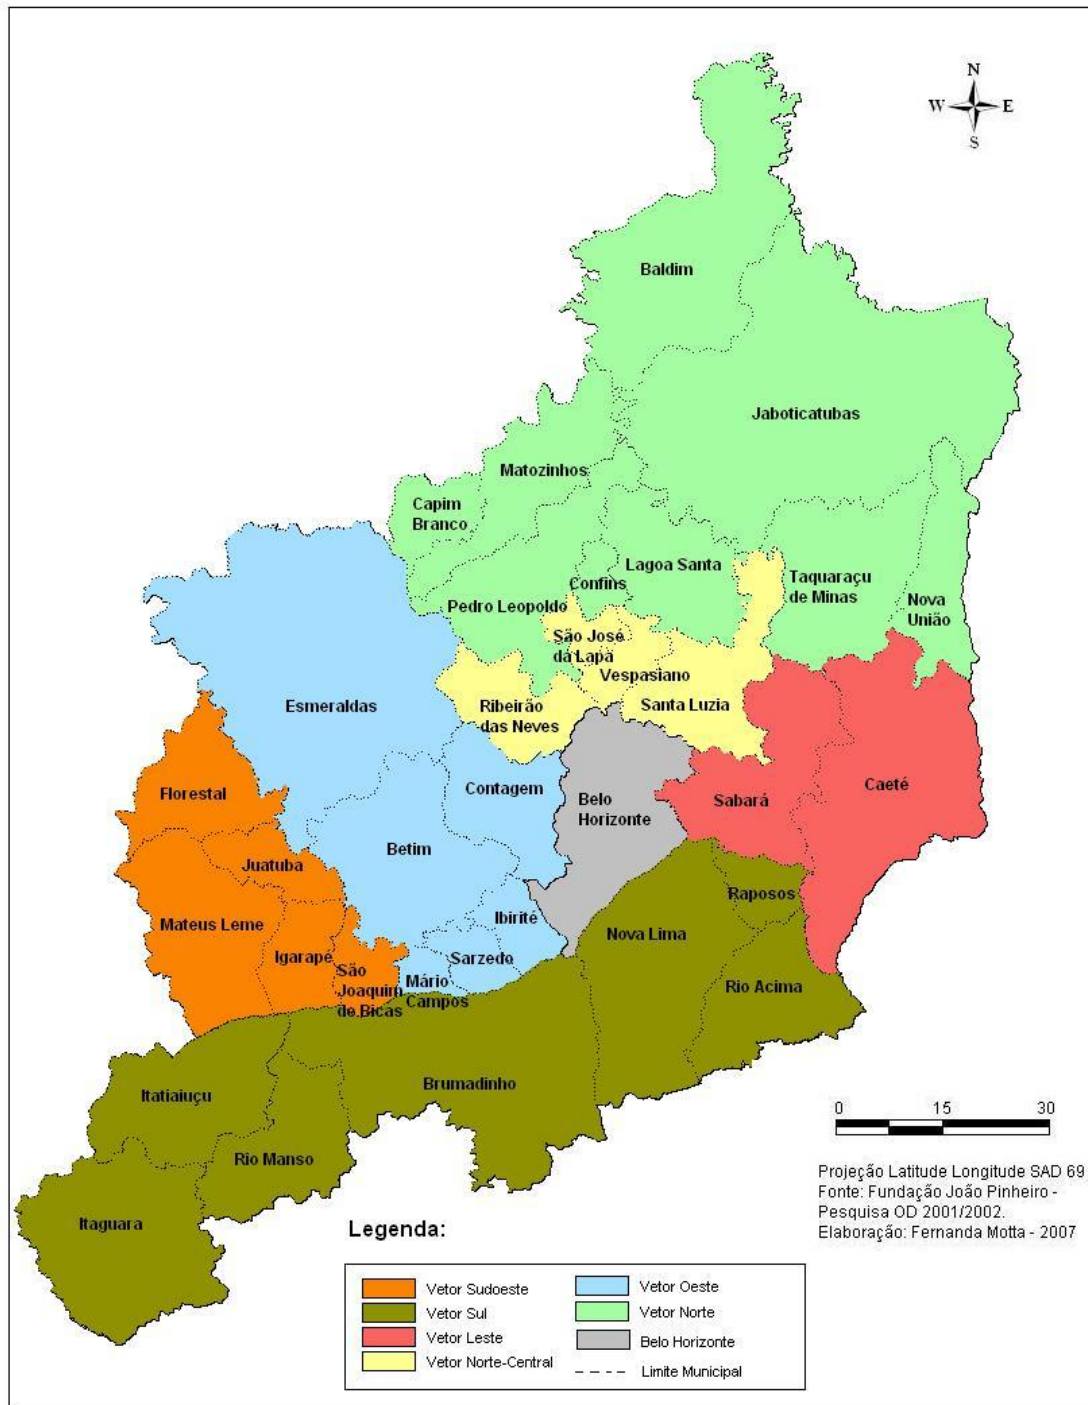 N
W E
S
Baldim
Jaboticatubas
Matozinhos
Capim
Branco
Lagoa Santa
Confins
Taquaraçu
de Minas
Pedro Leopoldo
Nova
União
São José
da Lapa
Vespasiano
Esmeraldas
Ribeirão
das Neves
Santa Luzia
Florestal
Contagem
Belo
Horizonte
Sabará
Caeté
Betim
Juatuba
Raposos
Mateus Leme
Ibirité
Nova Lima
Igarapé
Sarzedo
São
Joaquim
de Bicas
Mário
Campos
Rio Acima
Itatiaiuçu
Brumadinho
Rio Manso
Itaguara
0 15 30
Projeção Latitude Longitude SAD 69
Fonte: Fundação João Pinheiro -
Pesquisa OD 2001/2002.
Elaboração: Fernanda Motta - 2007
Legenda:
Vetor Sudoeste
Vetor Sul
Vetor Leste
Vetor Norte-Central
Vetor Oeste
Vetor Norte
Belo Horizonte
Limite Municipal